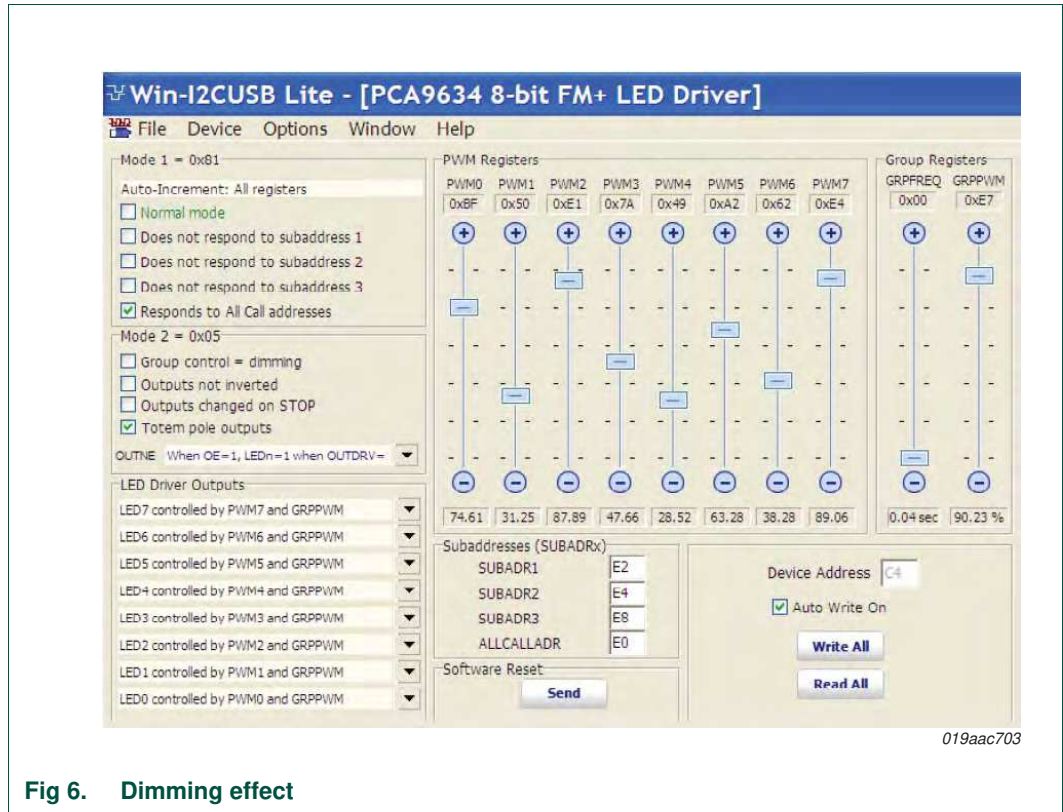 Win-I2CUSB Lite - [PCA9634 8-bit FM+ LED Driver]
File Device Options Window Help
Mode 1 = 0x81
Auto-Increment: All registers
Normal mode
Does not respond to subaddress 1
Does not respond to subaddress 2
Does not respond to subaddress 3
Responds to All Call addresses
Mode 2 = 0x05
Group control = dimming
Outputs not inverted
Outputs changed on STOP
Totem pole outputs
OUTNE When OE=1, LEDn=1 when OUTDRV=
LED Driver Outputs
LED7 controlled by PWM7 and GRPPWM
LED6 controlled by PWM6 and GRPPWM
LED5 controlled by PWM5 and GRPPWM
LED4 controlled by PWM4 and GRPPWM
LED3 controlled by PWM3 and GRPPWM
LED2 controlled by PWM2 and GRPPWM
LED1 controlled by PWM1 and GRPPWM
LED0 controlled by PWM0 and GRPPWM
PWM Registers
PWM0 PWM1 PWM2 PWM3 PWM4 PWM5 PWM6 PWM7
0xBF 0x50 0xE1 0x7A 0x49 0xA2 0x62 0xE4
74.61 31.25 87.89 47.66 28.52 63.28 38.28 89.06
Group Registers
GRPFREQ GRPPWM
0x00 0xE7
0.04 sec 90.23 %
Subaddresses (SUBADRx)
SUBADR1 E2
SUBADR2 E4
SUBADR3 E8
ALLCALLADR E0
Software Reset
Send
Device Address C4
Auto Write On
Write All
Read All
019aac703
Fig 6. Dimming effect